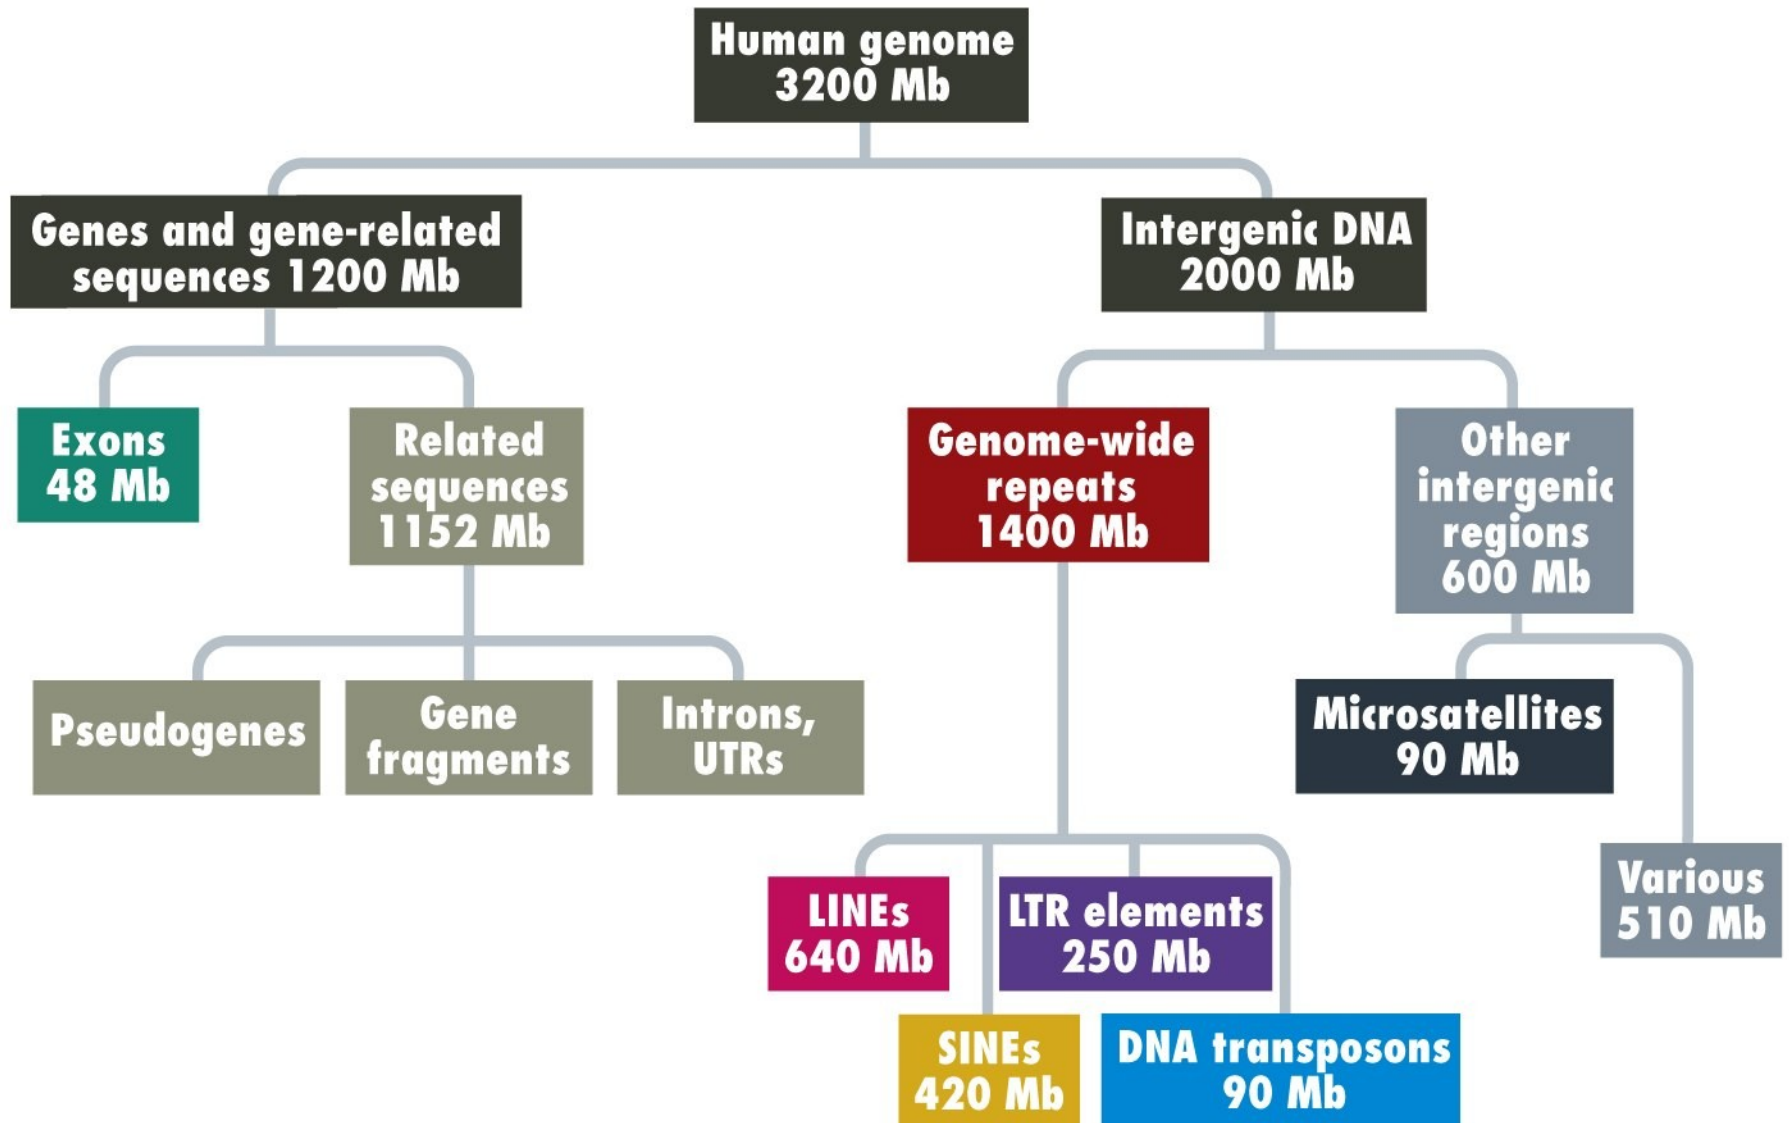 Human genome
3200 Mb
Genes and gene-related
sequences 1200 Mb
Intergenic DNA
2000 Mb
Exons
48 Mb
Related
sequences
1152 Mb
Genome-wide
repeats
1400 Mb
Other
intergenic
regions
600 Mb
Pseudogenes
Gene
fragments
Introns,
UTRs
Microsatellites
90 Mb
Various
510 Mb
LINEs
640 Mb
LTR elements
250 Mb
SINEs
420 Mb
DNA transposons
90 Mb